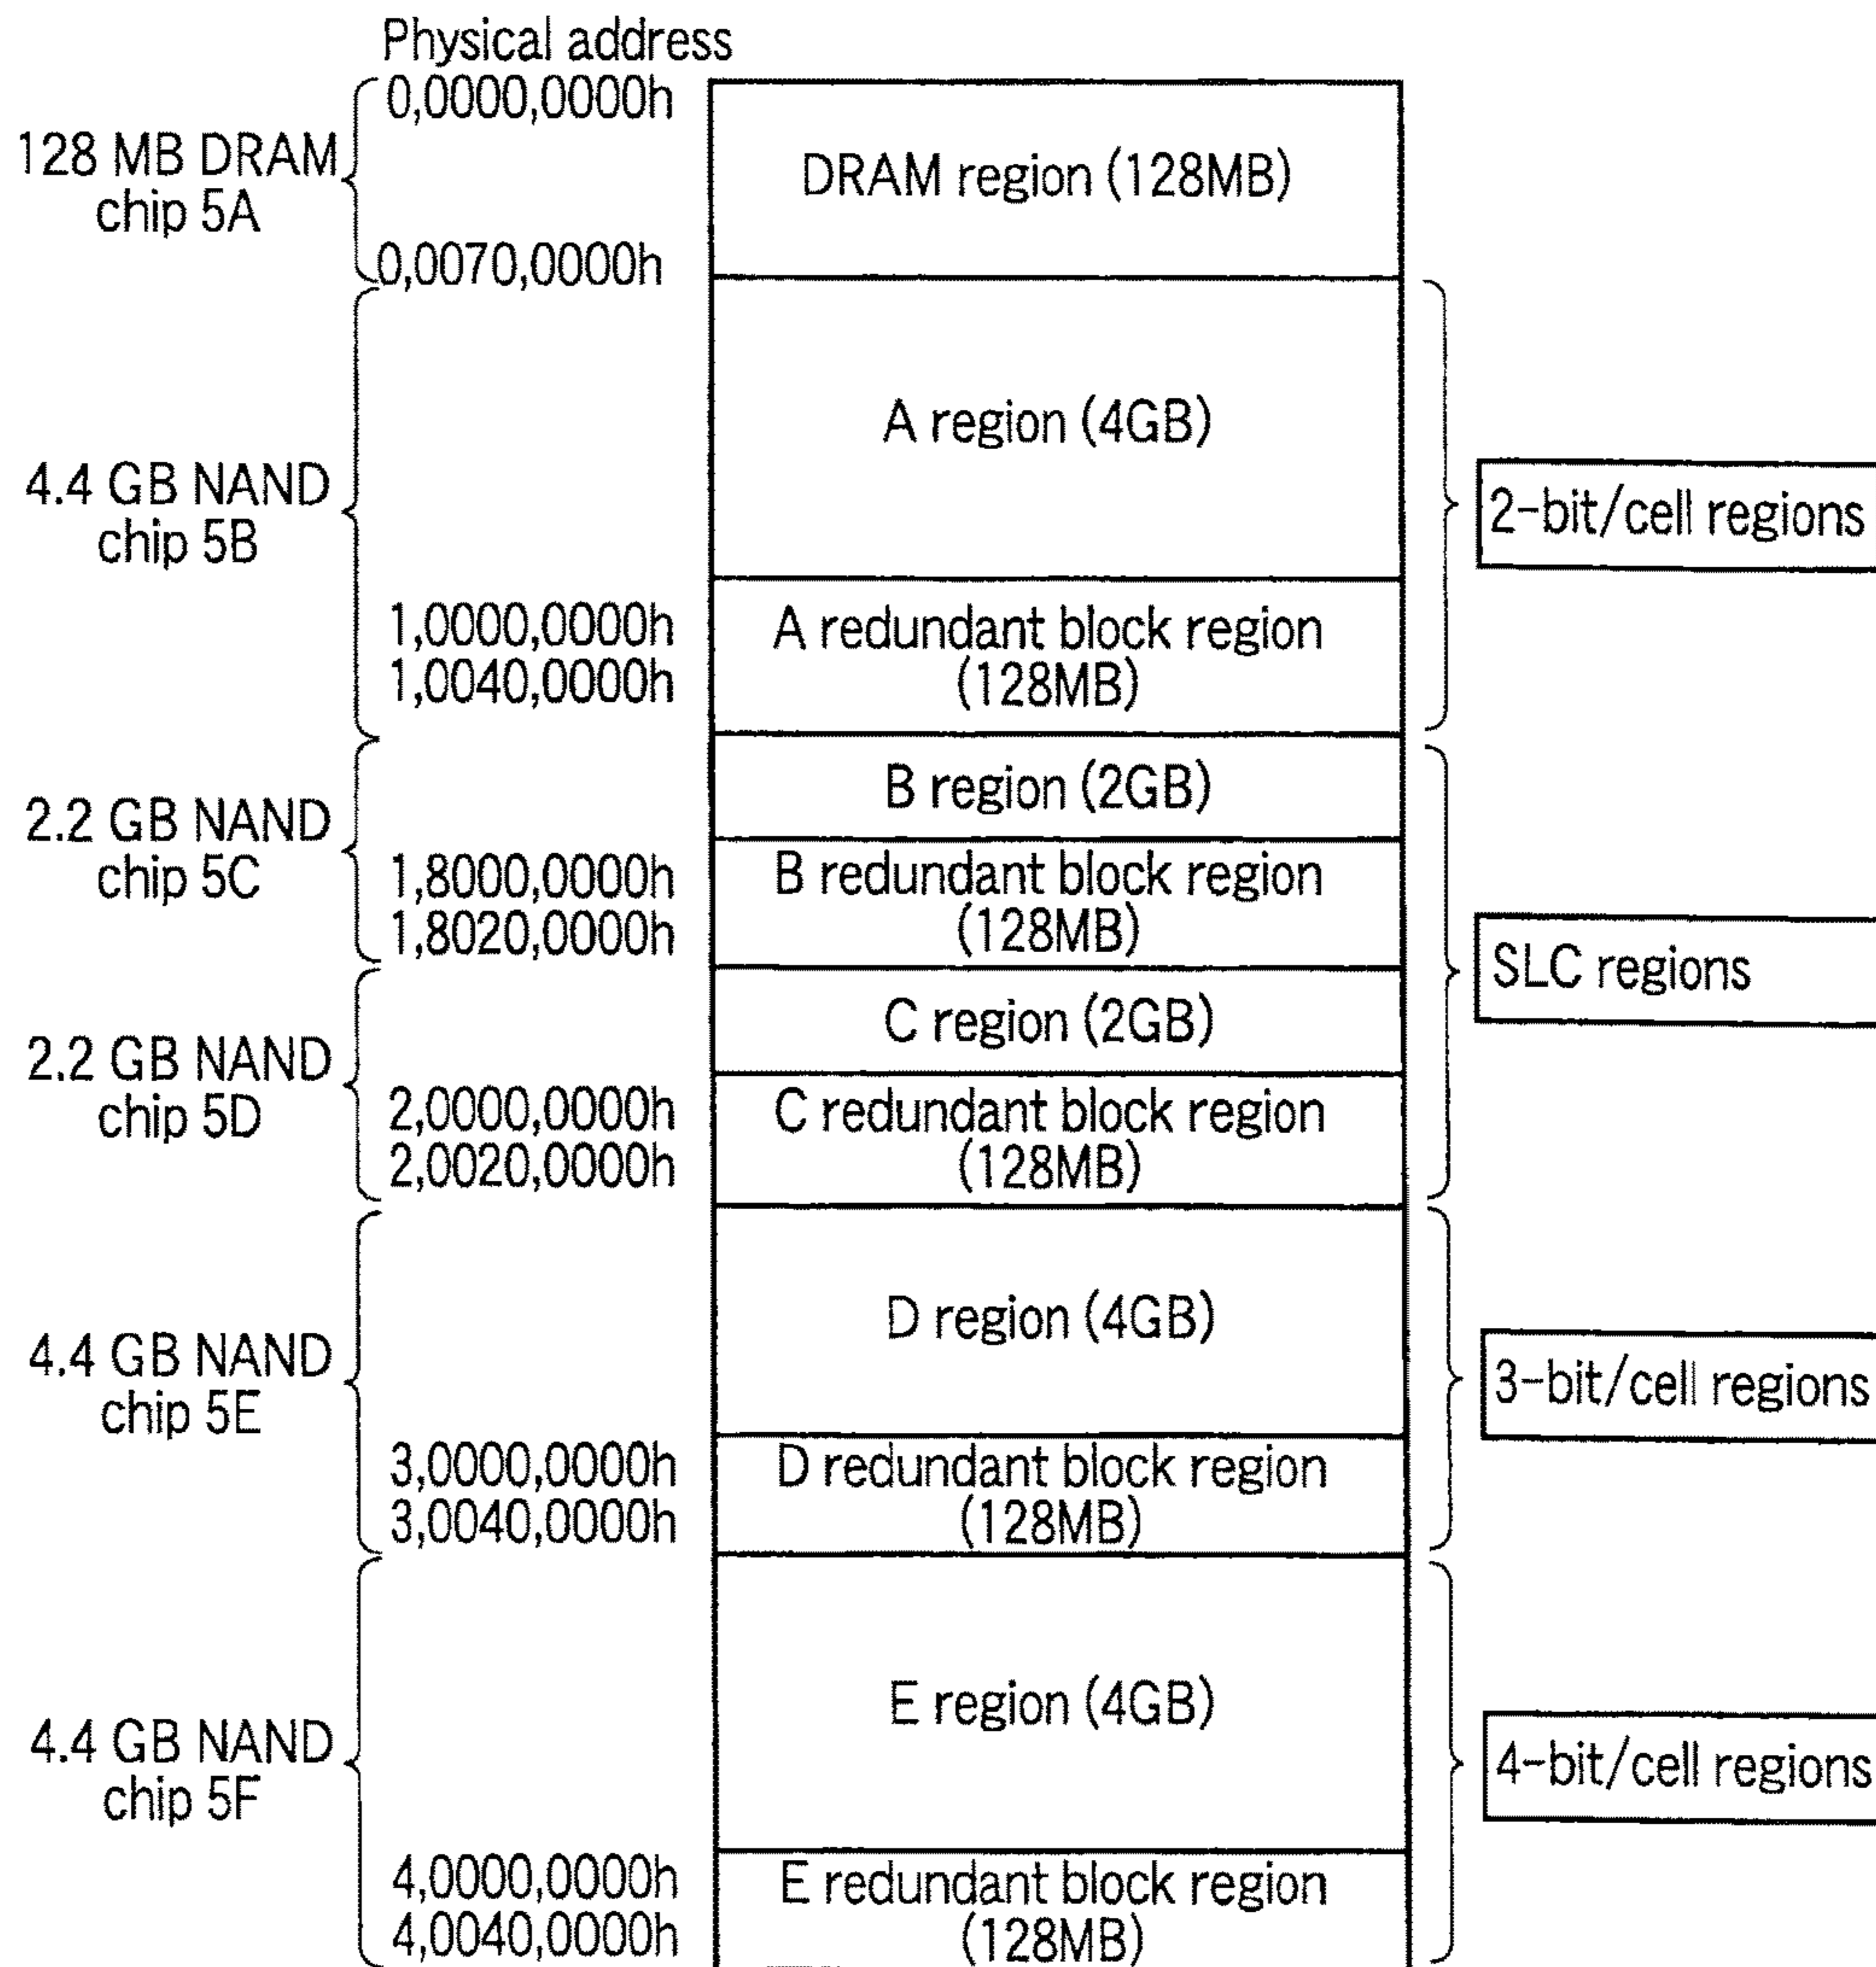 Physical address
0,0000,0000h
128 MB DRAM
chip 5A
DRAM region (128MB)
0,0070,0000h
4.4 GB NAND
chip 5B
A region (4GB)
2-bit/cell regions
1,0000,0000h
1,0040,0000h
A redundant block region
(128MB)
2.2 GB NAND
chip 5C
B region (2GB)
1,8000,0000h
1,8020,0000h
B redundant block region
(128MB)
SLC regions
2.2 GB NAND
chip 5D
C region (2GB)
2,0000,0000h
2,0020,0000h
C redundant block region
(128MB)
4.4 GB NAND
chip 5E
D region (4GB)
3-bit/cell regions
3,0000,0000h
3,0040,0000h
D redundant block region
(128MB)
4.4 GB NAND
chip 5F
E region (4GB)
4-bit/cell regions
4,0000,0000h
4,0040,0000h
E redundant block region
(128MB)